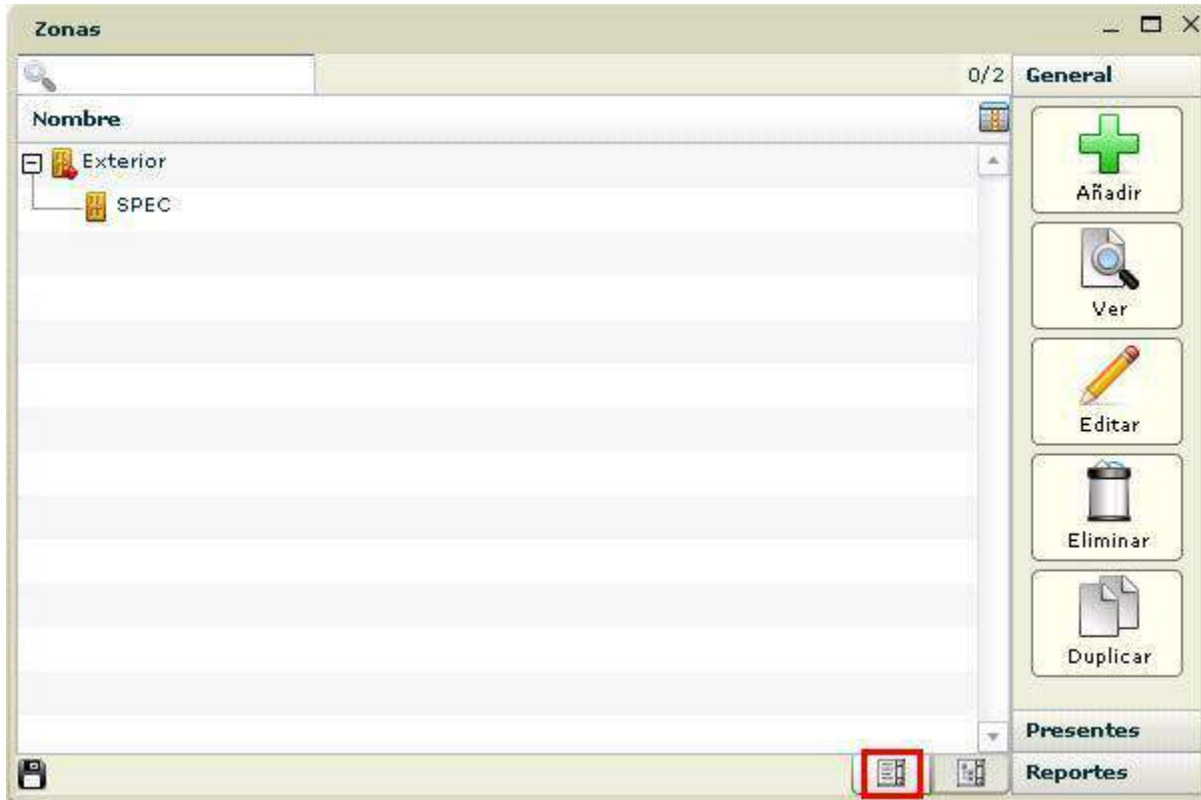 Zonas
0/2
General
Nombre
Exterior
SPEC
Añadir
Ver
Editar
Eliminar
Duplicar
Presentes
Reportes